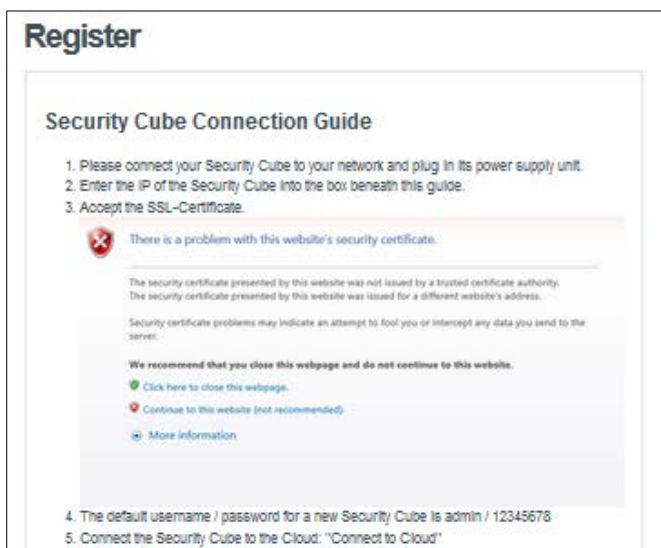 Register
Security Cube Connection Guide
1. Please connect your Security Cube to your network and plug in its power supply unit.
2. Enter the IP of the Security Cube into the box beneath this guide.
3. Accept the SSL-Certificate.
There is a problem with this website's security certificate.
The security certificate presented by this website was not issued by a trusted certificate authority.
The security certificate presented by this website was issued for a different website's address.
Security certificate problems may indicate an attempt to fool you or intercept any data you send to the
server.
We recommend that you close this webpage and do not continue to this website.
Click here to close this webpage.
Continue to this website (not recommended).
More information
4. The default username / password for a new Security Cube is admin / 12345678
5. Connect the Security Cube to the Cloud: "Connect to Cloud"